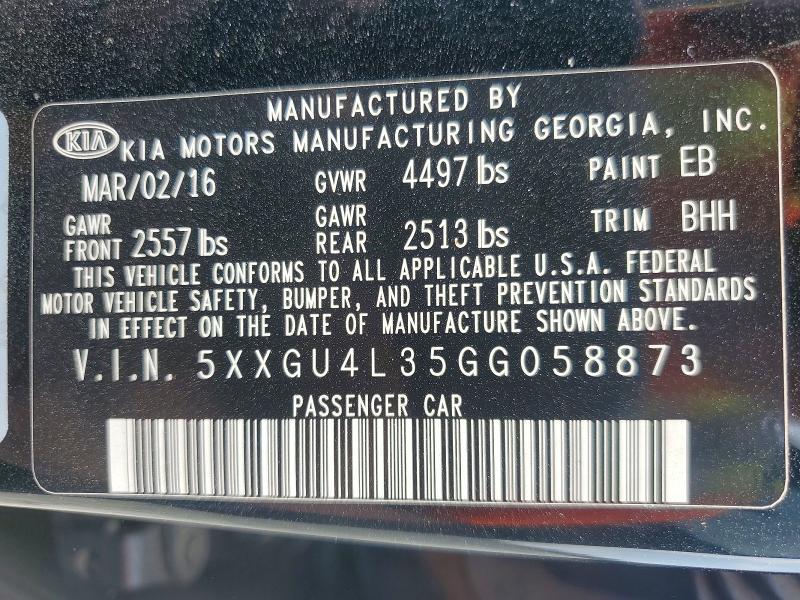 MANUFACTURED BY
KIA KIA MOTORS MANUFACTURING GEORGIA, INC.
MAR/02/16 GVWR 4497 lbs PAINT EB
GAWR FRONT 2557 lbs GAWR REAR 2513 lbs TRIM BHH
THIS VEHICLE CONFORMS TO ALL APPLICABLE U.S.A. FEDERAL
MOTOR VEHICLE SAFETY, BUMPER, AND THEFT PREVENTION STANDARDS
IN EFFECT ON THE DATE OF MANUFACTURE SHOWN ABOVE.
V.I.N. 5XXGU4L35GG058873
PASSENGER CAR